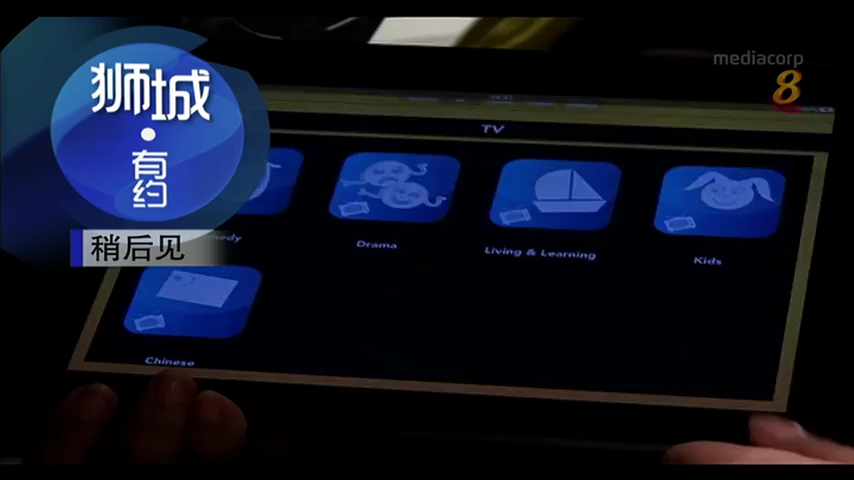 mediacorp
8
狮城
有约
稍后见
TV
Drama
Living & Learning
Kids
Chinese